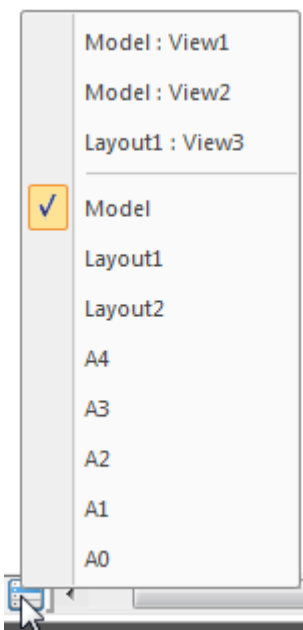 Model : View1
Model : View2
Layout1 : View3
Model
Layout1
Layout2
A4
A3
A2
A1
A0